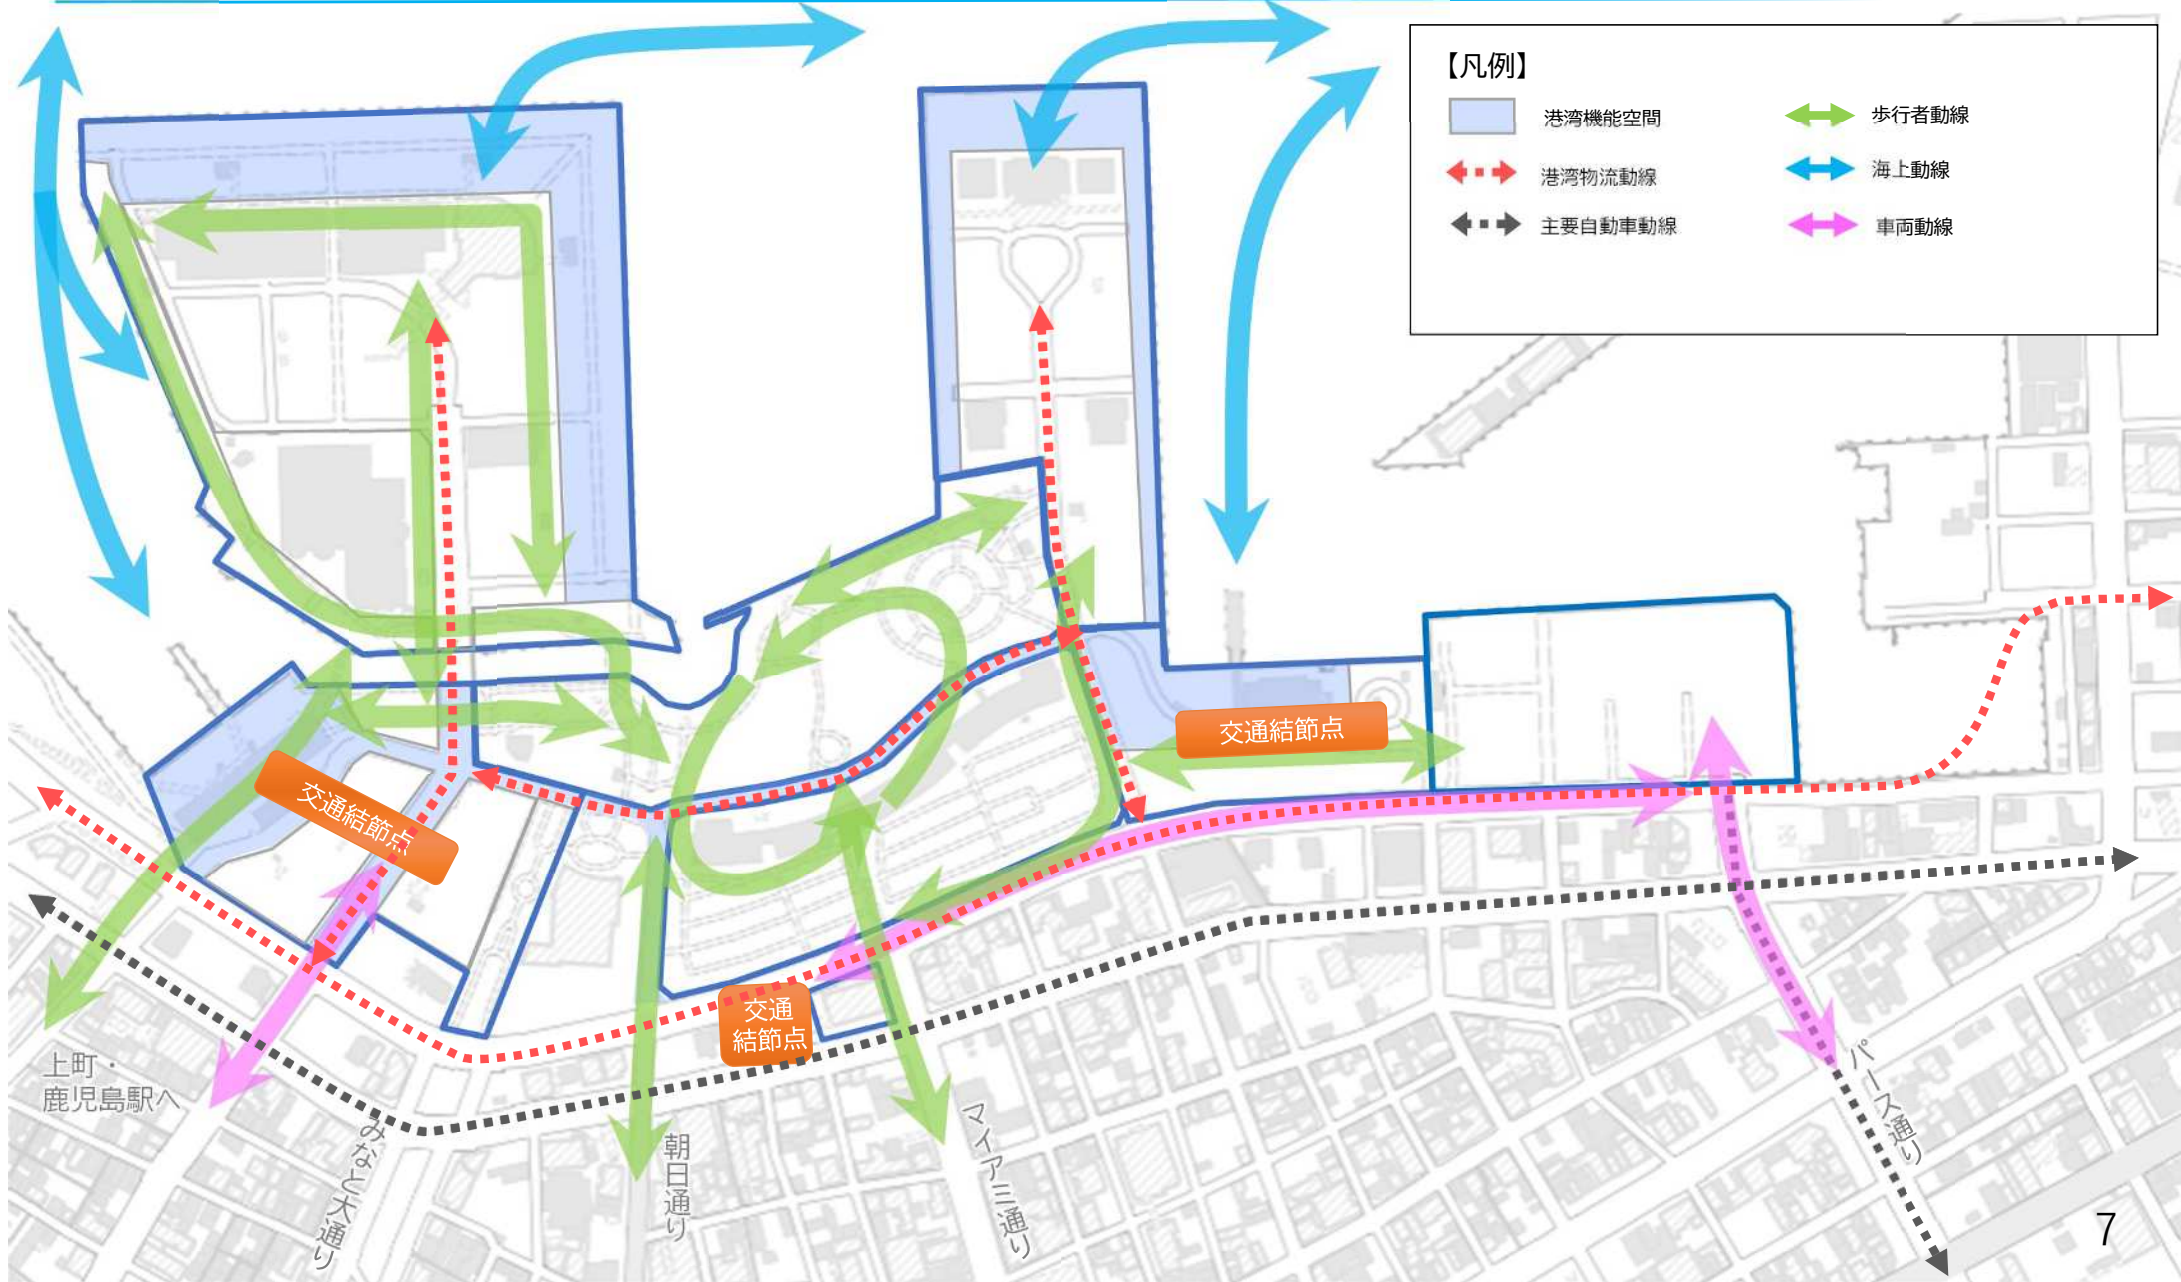 【凡例】
港湾機能空間
歩行者動線
港湾物流動線
海上動線
主要自動車動線
車両動線
交通結節点
交通結節点
交通
結節点
上町・
鹿児島駅へ
みなと大通り
朝日通り
マイアミ通り
パース通り
7